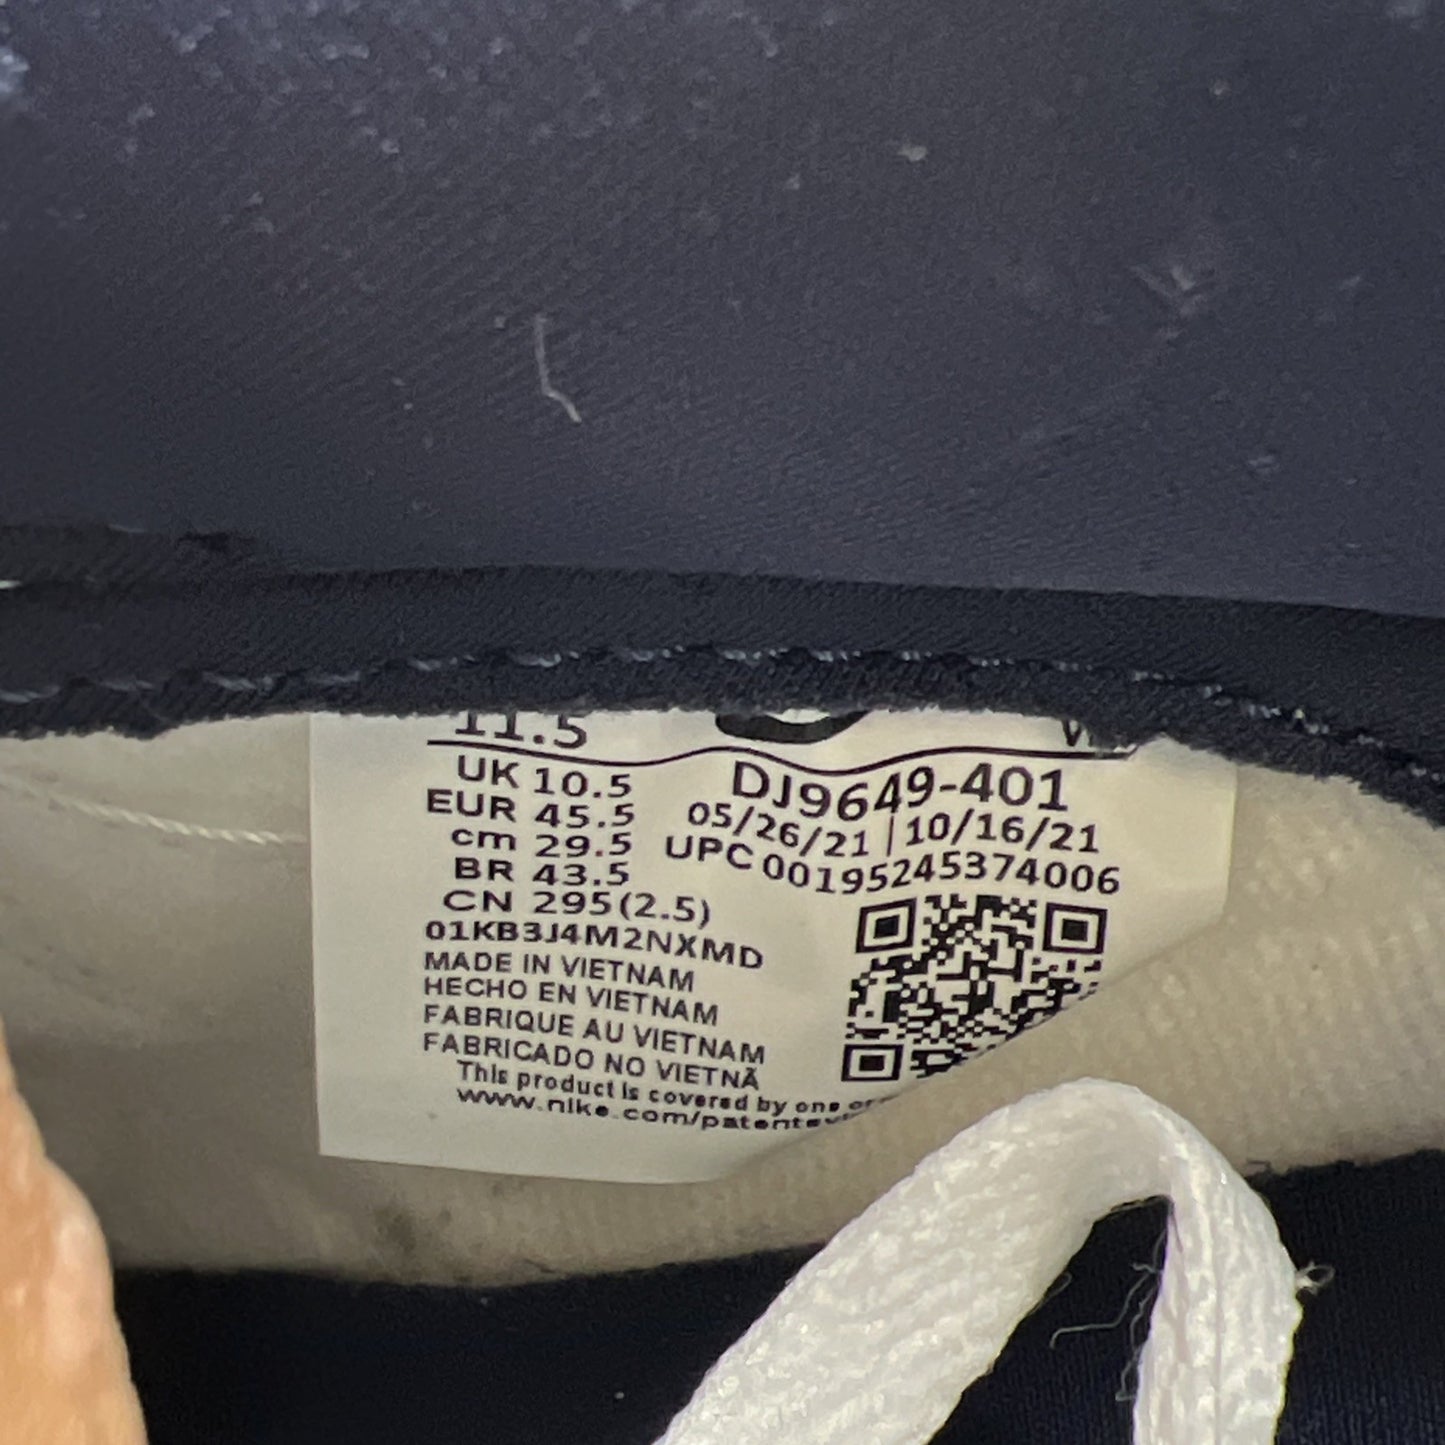 11.5
UK 10.5
EUR 45.5
cm 29.5
BR 43.5
CN 295(2.5)
DJ9649-401
05/26/21 | 10/16/21
UPC 00195245374006
01KB3J4M2NXMD
MADE IN VIETNAM
HECHO EN VIETNAM
FABRIQUE AU VIETNAM
FABRICADO NO VIETNÃ
This product is covered by one or
www.nike.com/patents